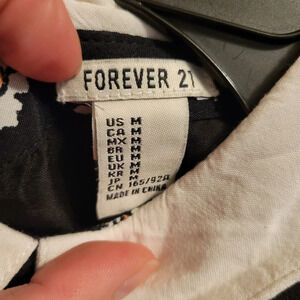 FOREVER 21
US M
CA M
MX M
BR M
EU M
UK M
KR M
JP M
CN 165/92A
MADE IN CHINA